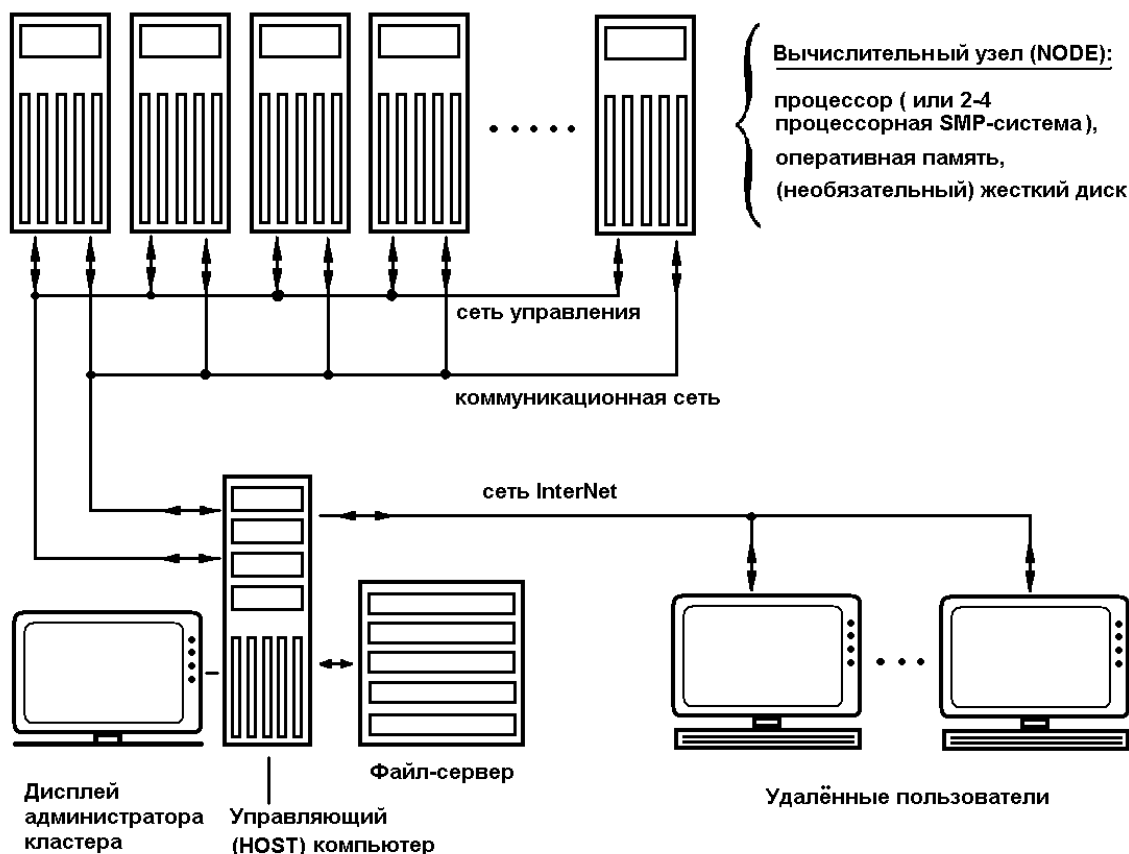 Вычислительный узел (NODE):
процессор ( или 2-4
процессорная SMP-система),
оперативная память,
(необязательный) жесткий диск
сеть управления
коммуникационная сеть
сеть InterNet
Файл-сервер
Дисплей
администратора
кластера
Управляющий
(HOST) компьютер
Удалённые пользователи